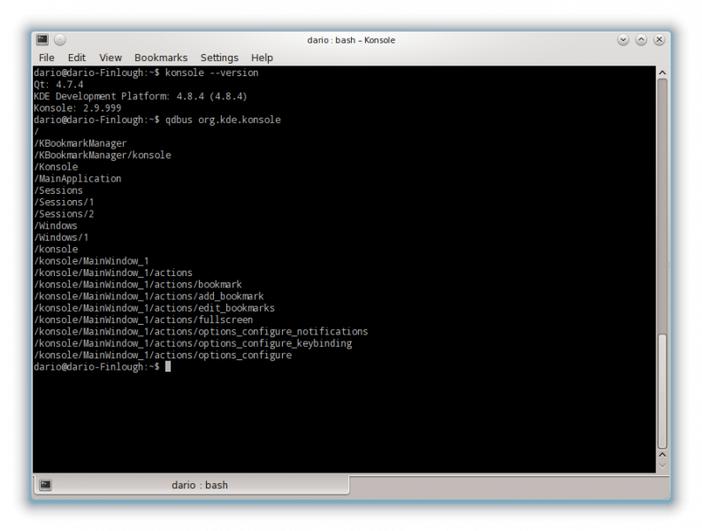 dario : bash – Konsole
File Edit View Bookmarks Settings Help
dario@dario-Finlough:~$ konsole --version
Qt: 4.7.4
KDE Development Platform: 4.8.4 (4.8.4)
Konsole: 2.9.999
dario@dario-Finlough:~$ qdbus org.kde.konsole
/
/KBookmarkManager
/KBookmarkManager/konsole
/Konsole
/MainApplication
/Sessions
/Sessions/1
/Sessions/2
/Windows
/Windows/1
/konsole
/konsole/MainWindow_1
/konsole/MainWindow_1/actions
/konsole/MainWindow_1/actions/bookmark
/konsole/MainWindow_1/actions/add_bookmark
/konsole/MainWindow_1/actions/edit_bookmarks
/konsole/MainWindow_1/actions/fullscreen
/konsole/MainWindow_1/actions/options_configure_notifications
/konsole/MainWindow_1/actions/options_configure_keybinding
/konsole/MainWindow_1/actions/options_configure
dario@dario-Finlough:~$
dario : bash